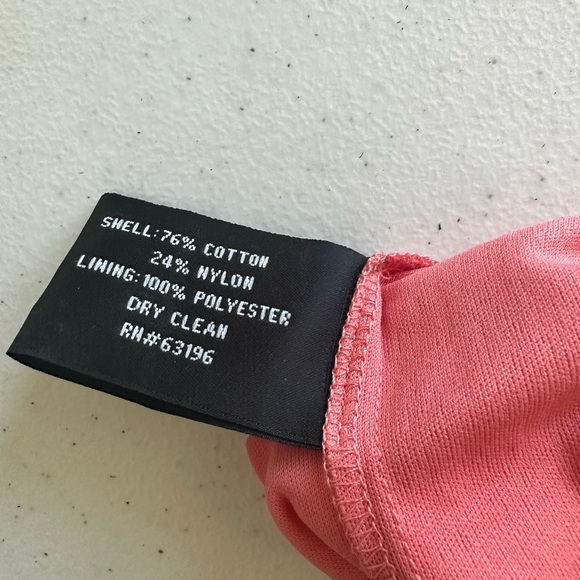 SHELL:76% COTTON
24% NYLON
LINING:100% POLYESTER
DRY CLEAN
RN#63196